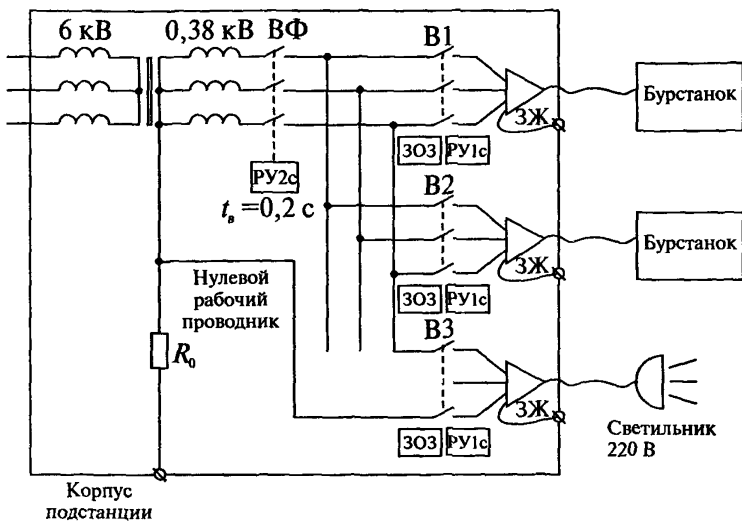 6 кВ
0,38 кВ ВФ
В1
ЗЖ
Бурстанок
ЗОЗ
РУ1с
РУ2с
tв =0,2 с
В2
ЗЖ
Бурстанок
Нулевой
рабочий
проводник
ЗОЗ
РУ1с
В3
R0
ЗЖ
Светильник
220 В
ЗОЗ
РУ1с
Корпус
подстанции